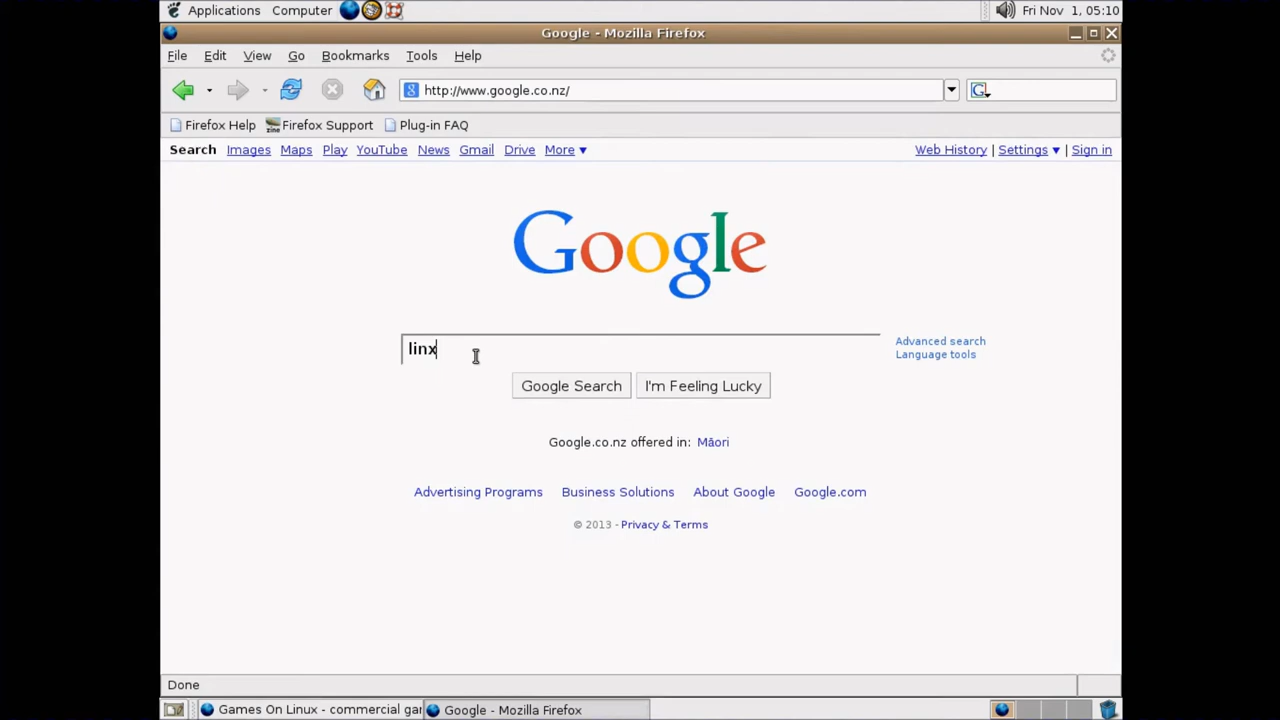 Applications Computer Fri Nov 1, 05:10
Google - Mozilla Firefox
File Edit View Go Bookmarks Tools Help
http://www.google.co.nz/ G
Firefox Help Firefox Support Plug-in FAQ
Search Images Maps Play YouTube News Gmail Drive More ▼ Web History | Settings ▼ | Sign in
Google
linx
Advanced search
Language tools
Google Search I'm Feeling Lucky
Google.co.nz offered in: Māori
Advertising Programs Business Solutions About Google Google.com
© 2013 - Privacy & Terms
Done
Games On Linux - commercial gar Google - Mozilla Firefox